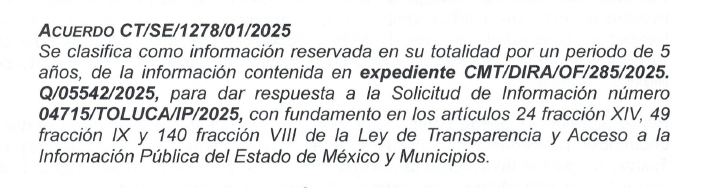 ACUERDO CT/SE/1278/01/2025
Se clasifica como información reservada en su totalidad por un periodo de 5
años, de la información contenida en expediente CMT/DIRA/OF/285/2025.
Q/05542/2025, para dar respuesta a la Solicitud de Información número
04715/TOLUCA/IP/2025, con fundamento en los artículos 24 fracción XIV, 49
fracción IX y 140 fracción VIII de la Ley de Transparencia y Acceso a la
Información Pública del Estado de México y Municipios.